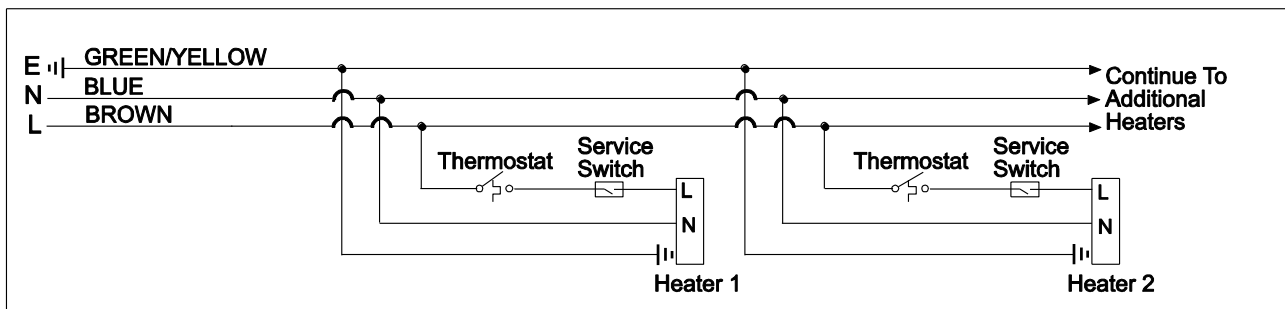 E GREEN/YELLOW
N BLUE
L BROWN
Continue To
Additional
Heaters
Thermostat
Service
Switch
L
N
Heater 1
Thermostat
Service
Switch
L
N
Heater 2